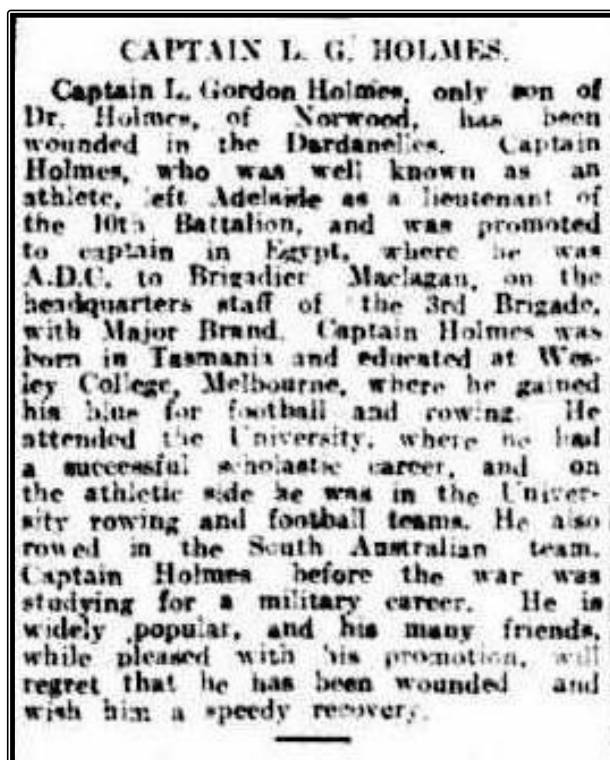 CAPTAIN L. G. HOLMES.
Captain L. Gordon Holmes, only son of
Dr. Holmes, of Norwood, has been
wounded in the Dardanelles. Captain
Holmes, who was well known as an
athlete, left Adelaide as a lieutenant of
the 10th Battalion, and was promoted
to captain in Egypt, where he was
A.D.C. to Brigadier Maclagan, on the
headquarters staff of the 3rd Brigade,
with Major Brand. Captain Holmes was
born in Tasmania and educated at Wes-
ley College, Melbourne, where he gained
his blue for football and rowing. He
attended the University, where he had
a successful scholastic career, and on
the athletic side he was in the Univer-
sity rowing and football teams. He also
rowed in the South Australian team.
Captain Holmes before the war was
studying for a military career. He is
widely popular, and his many friends,
while pleased with his promotion, will
regret that he has been wounded and
wish him a speedy recovery.